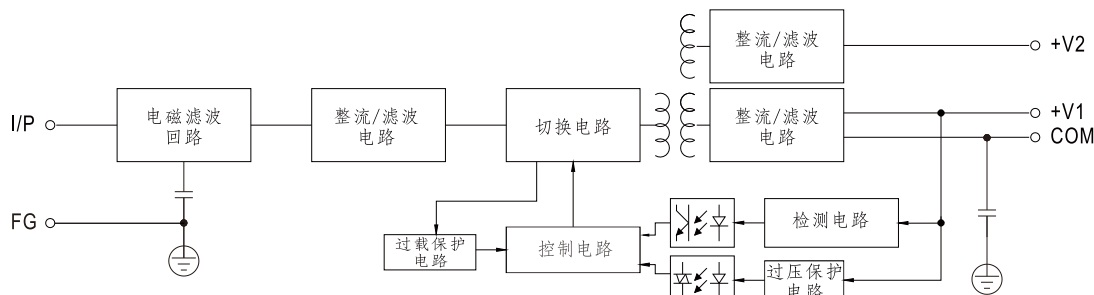 整流/滤波
电路
+V2
I/P
电磁滤波
回路
整流/滤波
电路
切换电路
整流/滤波
电路
+V1
COM
FG
过载保护
电路
控制电路
检测电路
过压保护
电路